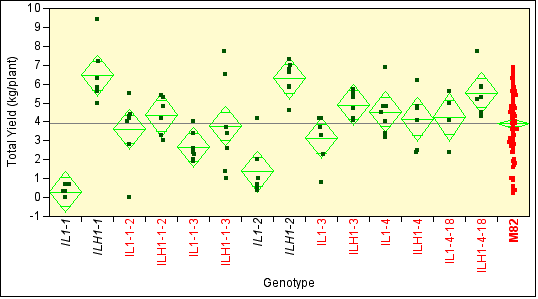 Total Yield (kg/plant)
10
9
8
7
6
5
4
3
2
1
0
-1
IL1-1
ILH1-1
IL1-1-2
ILH1-1-2
IL1-1-3
ILH1-1-3
IL1-2
ILH1-2
IL1-3
ILH1-3
IL1-4
ILH1-4
IL1-4-18
ILH1-4-18
M82
Genotype